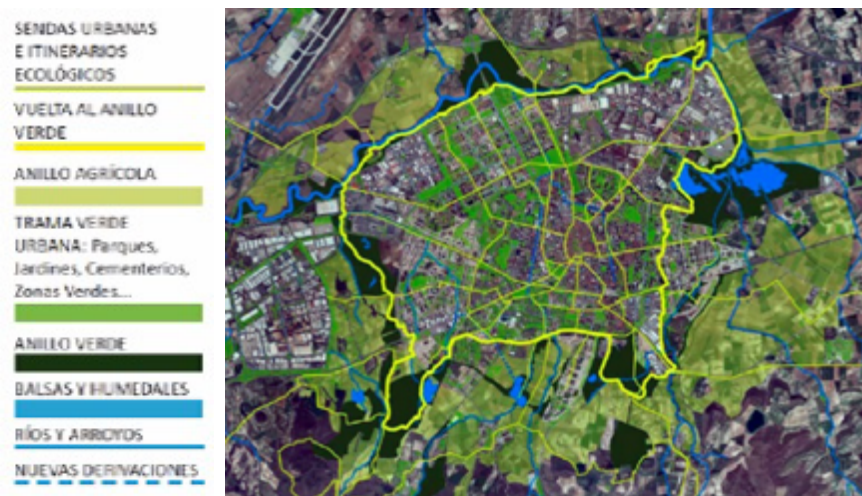 SENDAS URBANAS
E ITINERARIOS
ECOLÓGICOS
VUELTA AL ANILLO
VERDE
ANILLO AGRÍCOLA
TRAMA VERDE
URBANA: Parques,
Jardines, Cementerios,
Zonas Verdes...
ANILLO VERDE
BALSAS Y HUMEDALES
RÍOS Y ARROYOS
NUEVAS DERIVACIONES